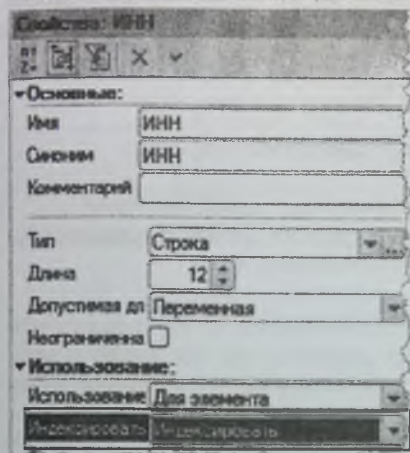 Свойства: ИНН
Основные:
Имя ИНН
Синоним ИНН
Комментарий
Тип Строка ...
Длина 12
Допустимая дл Переменная
Неограниченна
Использование:
Использование Для элемента
Индексировать Индексировать